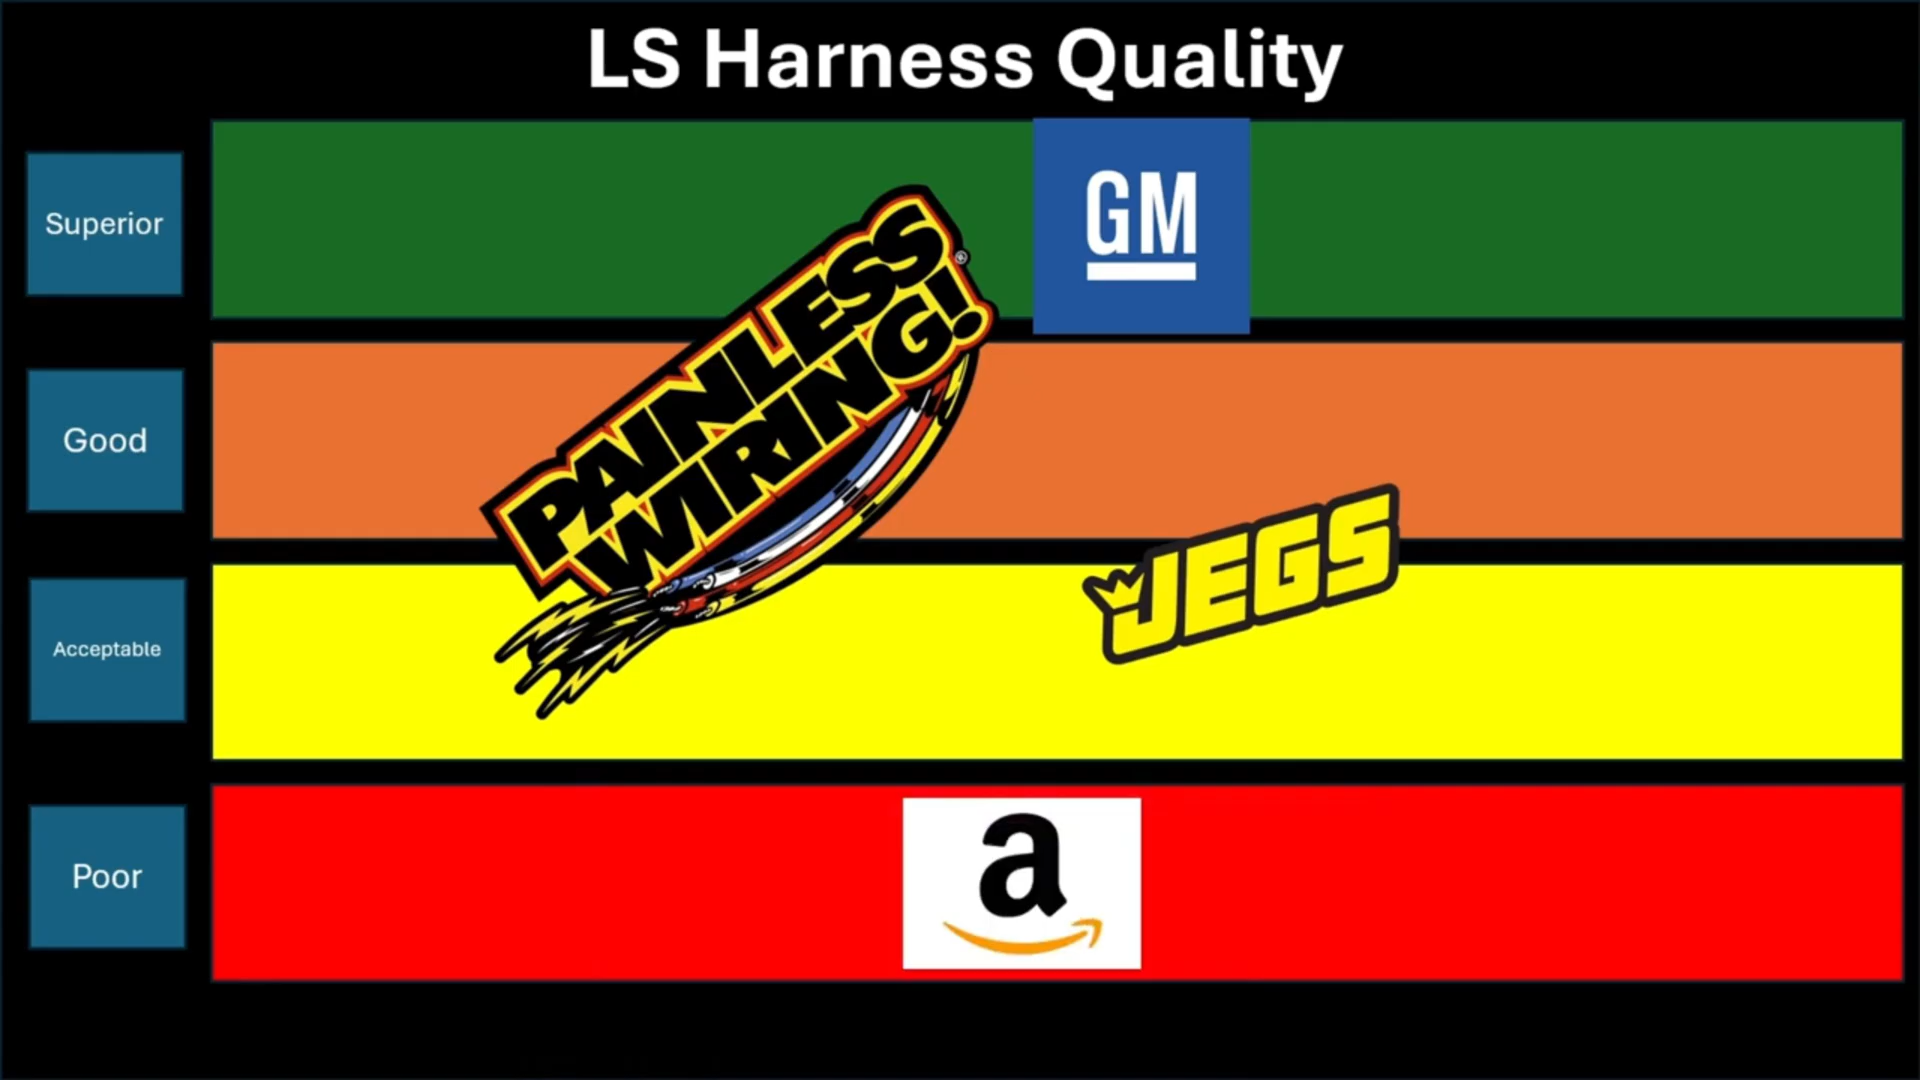 LS Harness Quality
Superior
GM
PAINLESS
WIRING!
®
Good
JEGS
Acceptable
Poor
a